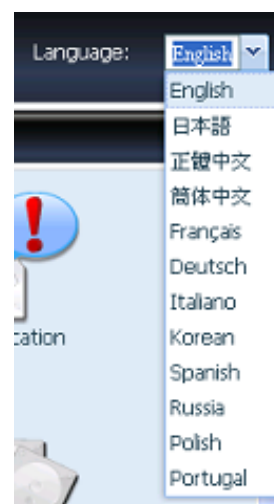 Language: English
English
日本語
正體中文
简体中文
Français
Deutsch
Italiano
cation
Korean
Spanish
Russia
Polish
Portugal